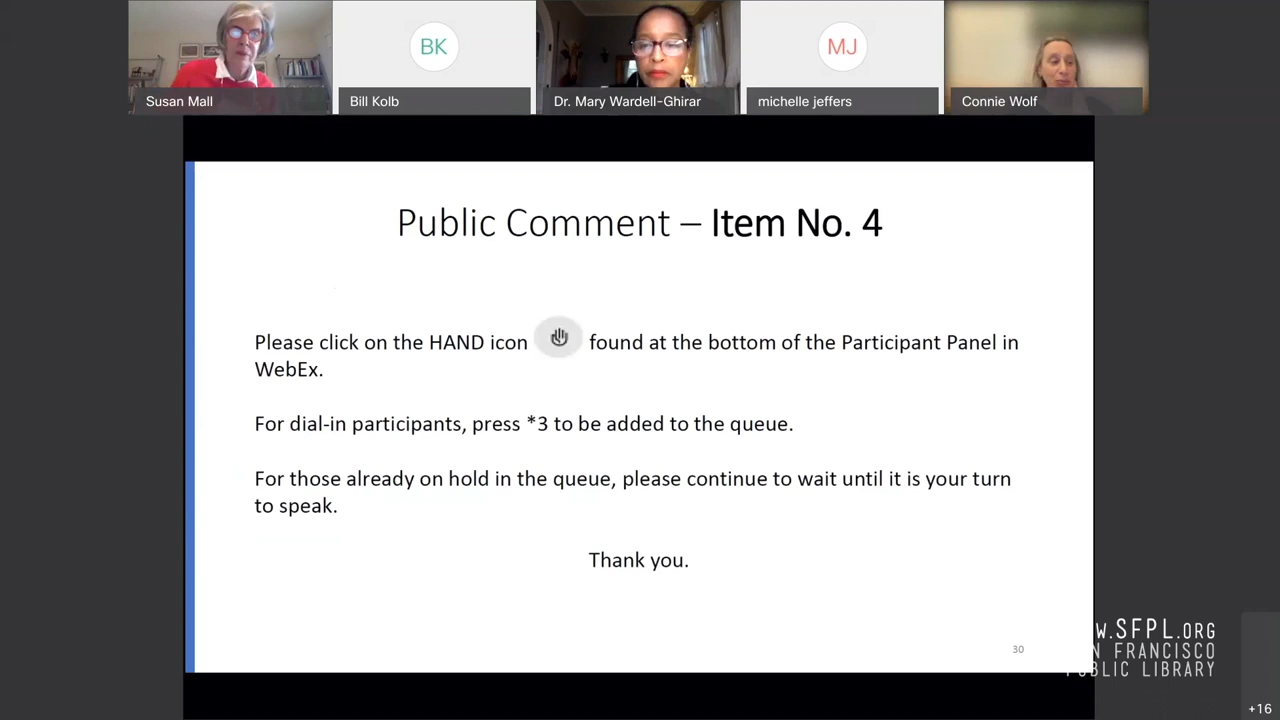 Susan Mall
BK
Bill Kolb
Dr. Mary Wardell-Ghirar
MJ
michelle jeffers
Connie Wolf
Public Comment – Item No. 4
Please click on the HAND icon found at the bottom of the Participant Panel in
WebEx.
For dial-in participants, press *3 to be added to the queue.
For those already on hold in the queue, please continue to wait until it is your turn
to speak.
Thank you.
30
W.SFPL.ORG
N FRANCISCO
PUBLIC LIBRARY
+16